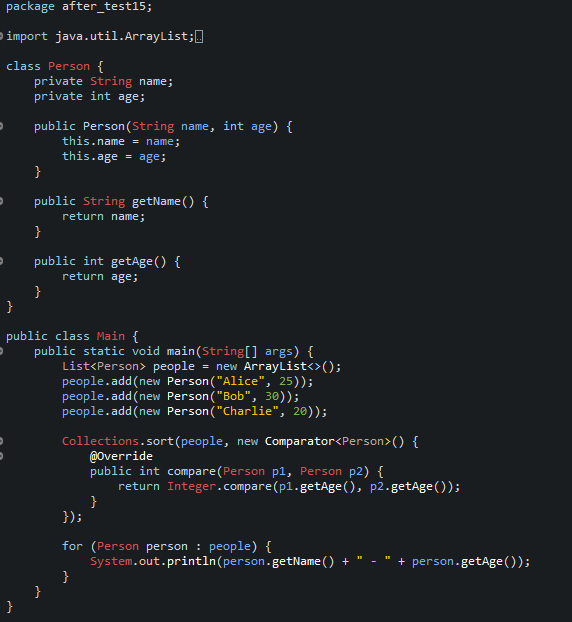 package after_test15;
import java.util.ArrayList;
class Person {
    private String name;
    private int age;
    public Person(String name, int age) {
        this.name = name;
        this.age = age;
    }
    public String getName() {
        return name;
    }
    public int getAge() {
        return age;
    }
}
public class Main {
    public static void main(String[] args) {
        List<Person> people = new ArrayList<>();
        people.add(new Person("Alice", 25));
        people.add(new Person("Bob", 30));
        people.add(new Person("Charlie", 20));
        Collections.sort(people, new Comparator<Person>() {
            @Override
            public int compare(Person p1, Person p2) {
                return Integer.compare(p1.getAge(), p2.getAge());
            }
        });
        for (Person person : people) {
            System.out.println(person.getName() + " - " + person.getAge());
        }
    }
}